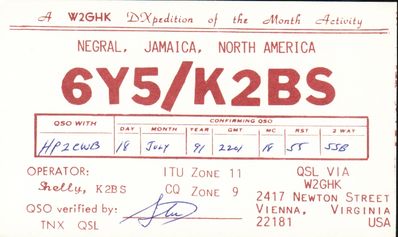 A W2GHK DXpedition of the Month Activity
NEGRAL, JAMAICA, NORTH AMERICA
6Y5/K2BS
QSO WITH CONFIRMING QSO
DAY MONTH YEAR GMT MC RST 2 WAY
HP2CWB 18 July 91 2201 18 55 SSB
OPERATOR: ITU ZONE 11 QSL VIA
Shelly, K2BS CQ ZONE 9 W2GHK
2417 NEWTON STREET
QSO verified by: VIENNA, VIRGINIA
TNX QSL 22181 USA